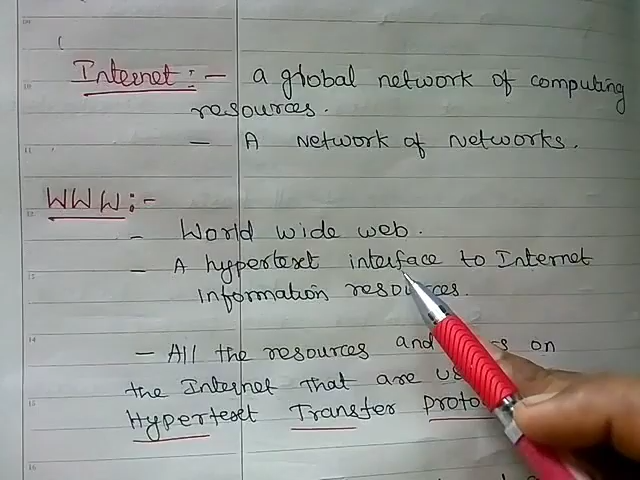 Internet :- a global network of computing
resources.
- A network of networks.
WWW:-
- World wide web.
- A hypertext interface to Internet
information resources.
- All the resources and on
the Internet that are
Hypertext Transfer